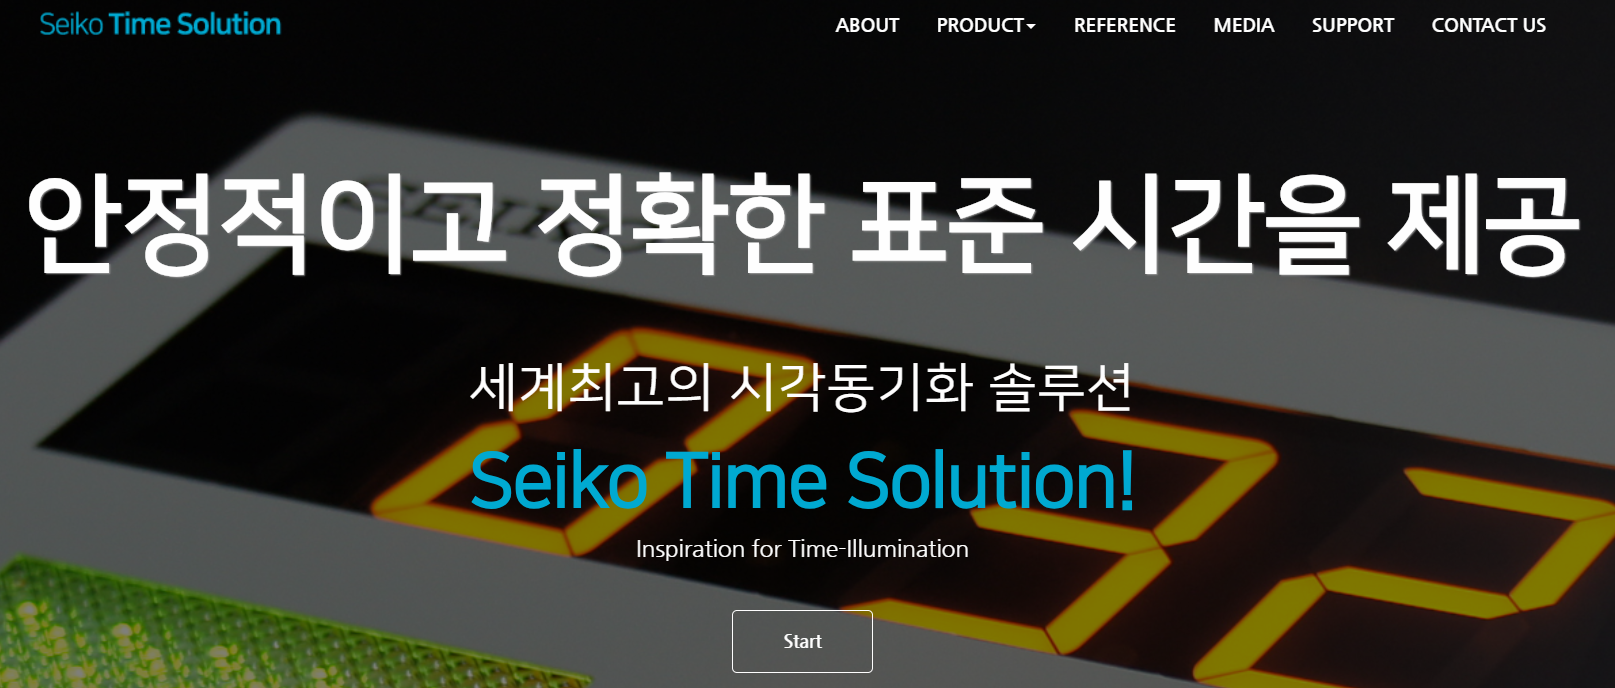 Seiko Time Solution
ABOUT PRODUCT REFERENCE MEDIA SUPPORT CONTACT US
안정적이고 정확한 표준 시간을 제공
세계최고의 시각동기화 솔루션
Seiko Time Solution!
Inspiration for Time-Illumination
Start